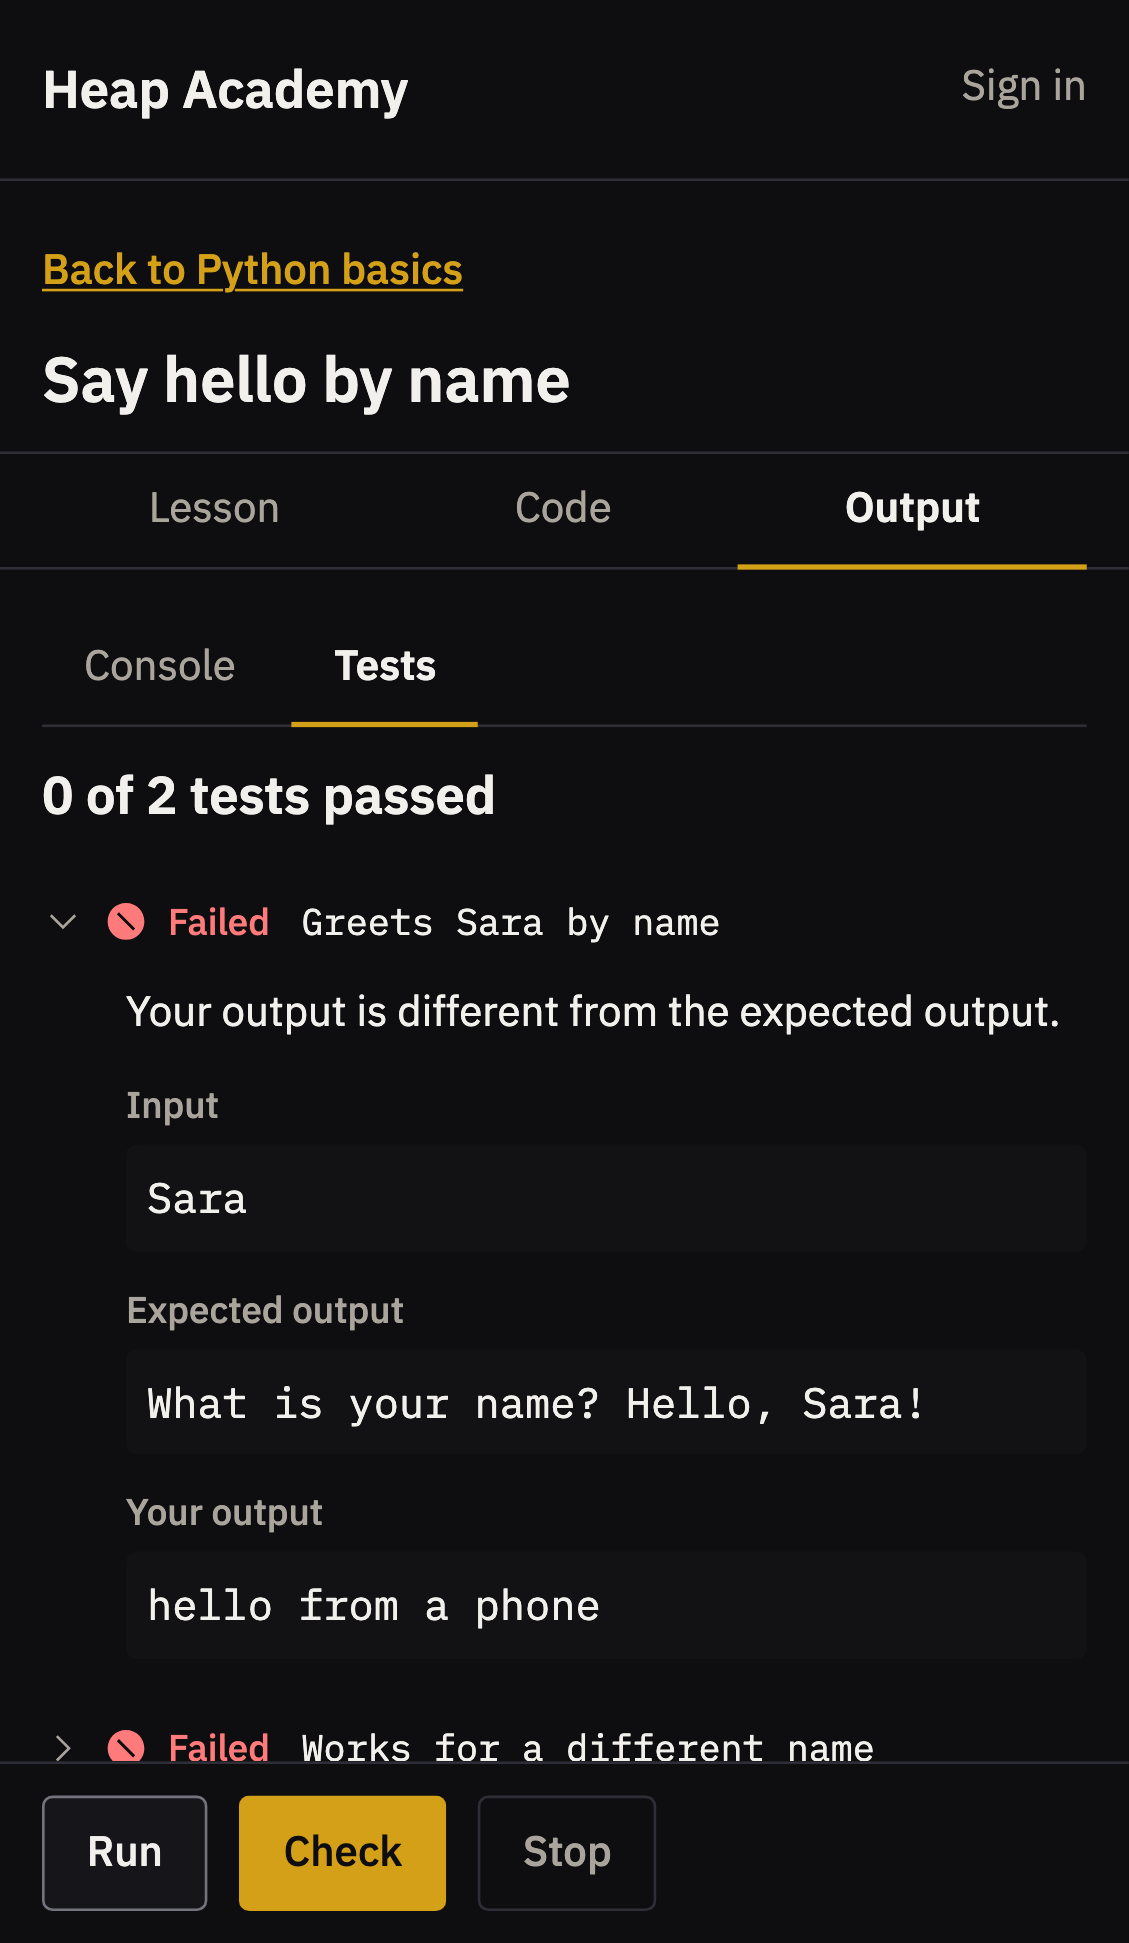 Heap Academy
Sign in
Back to Python basics
Say hello by name
Lesson Code Output
Console Tests
0 of 2 tests passed
Failed Greets Sara by name
Your output is different from the expected output.
Input
Sara
Expected output
What is your name? Hello, Sara!
Your output
hello from a phone
Failed Works for a different name
Run Check Stop